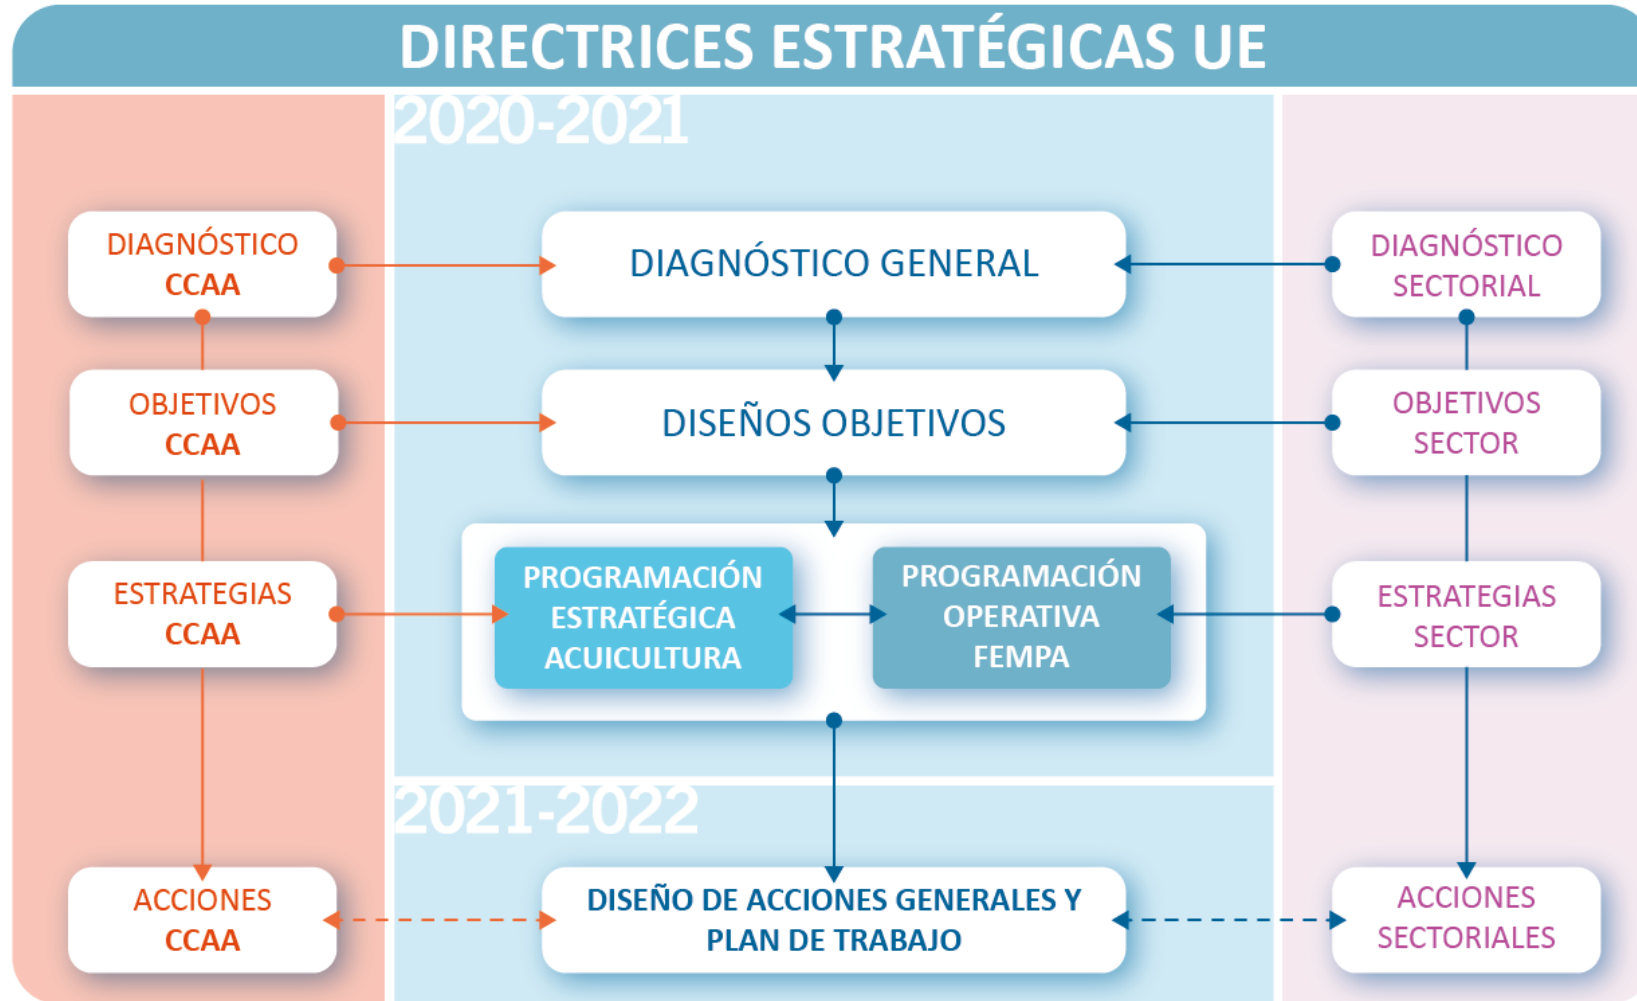 DIRECTRICES ESTRATÉGICAS UE
2020-2021
DIAGNÓSTICO
CCAA
DIAGNÓSTICO GENERAL
DIAGNÓSTICO
SECTORIAL
OBJETIVOS
CCAA
DISEÑOS OBJETIVOS
OBJETIVOS
SECTOR
ESTRATEGIAS
CCAA
PROGRAMACIÓN
ESTRATÉGICA
ACUICULTURA
PROGRAMACIÓN
OPERATIVA
FEMPA
ESTRATEGIAS
SECTOR
2021-2022
ACCIONES
CCAA
DISEÑO DE ACCIONES GENERALES Y
PLAN DE TRABAJO
ACCIONES
SECTORIALES